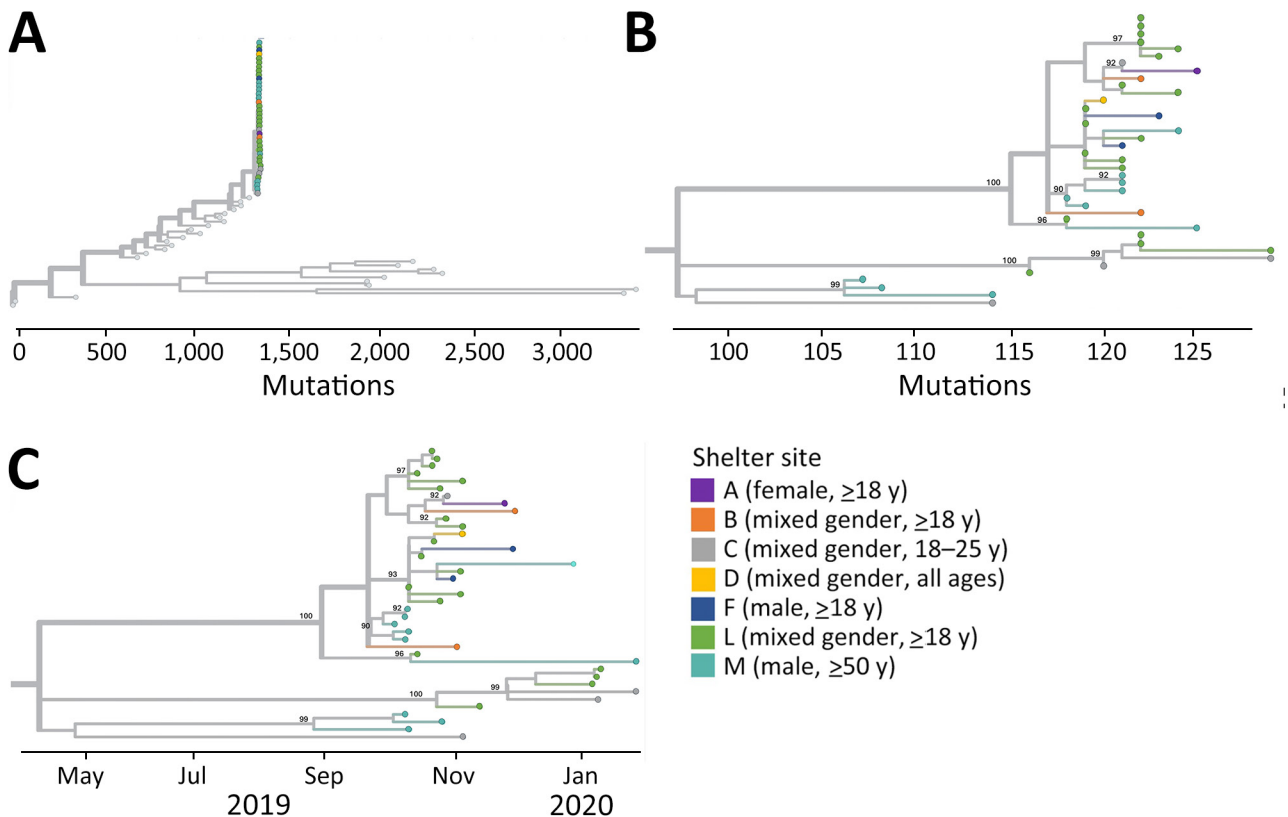 A
0 500 1,000 1,500 2,000 2,500 3,000
Mutations
B
97
92
100
92
90
96
100
99
99
100 105 110 115 120 125
Mutations
C
97
92
92
93
100
92
90
96
99
100
99
May Jul Sep Nov Jan
2019 2020
Shelter site
A (female, ≥18 y)
B (mixed gender, ≥18 y)
C (mixed gender, 18–25 y)
D (mixed gender, all ages)
F (male, ≥18 y)
L (mixed gender, ≥18 y)
M (male, ≥50 y)